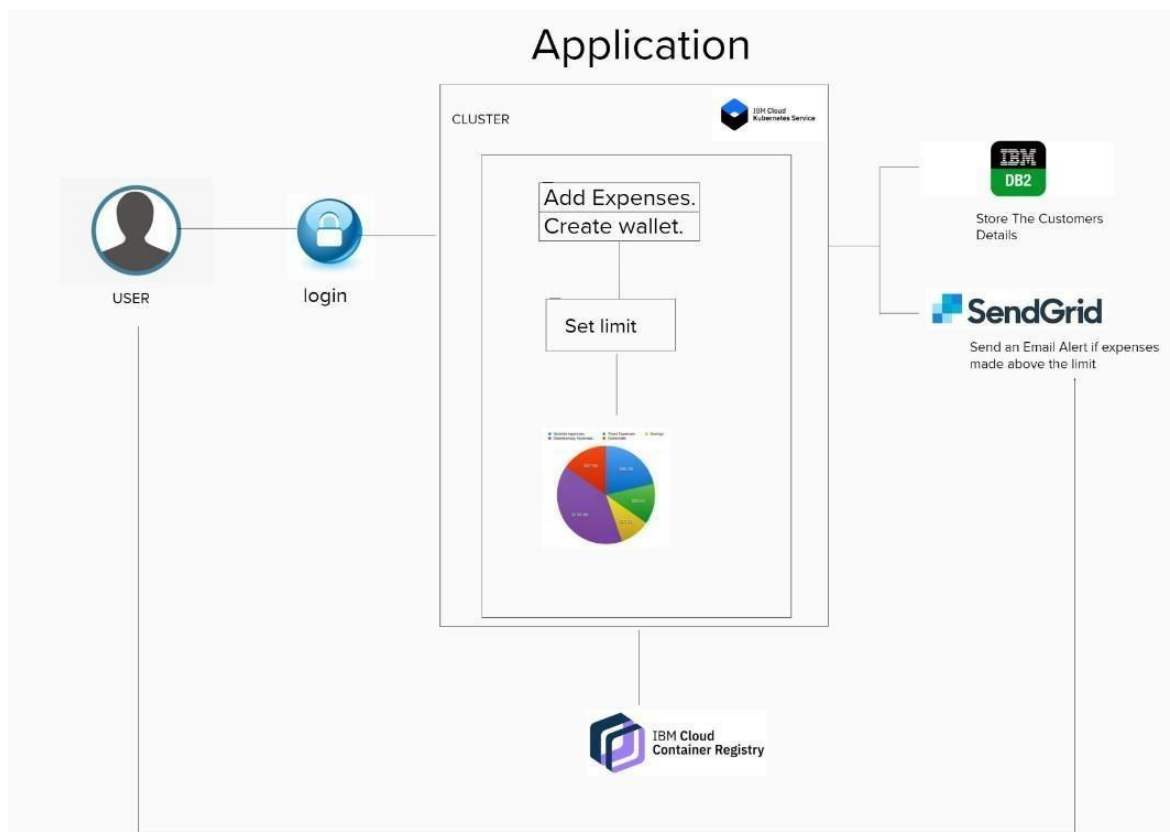 Application
CLUSTER
IBM Cloud
Kubernetes Service
Add Expenses.
Create wallet.
Set limit
USER
login
IBM
DB2
Store The Customers
Details
SendGrid
Send an Email Alert if expenses
made above the limit
IBM Cloud
Container Registry